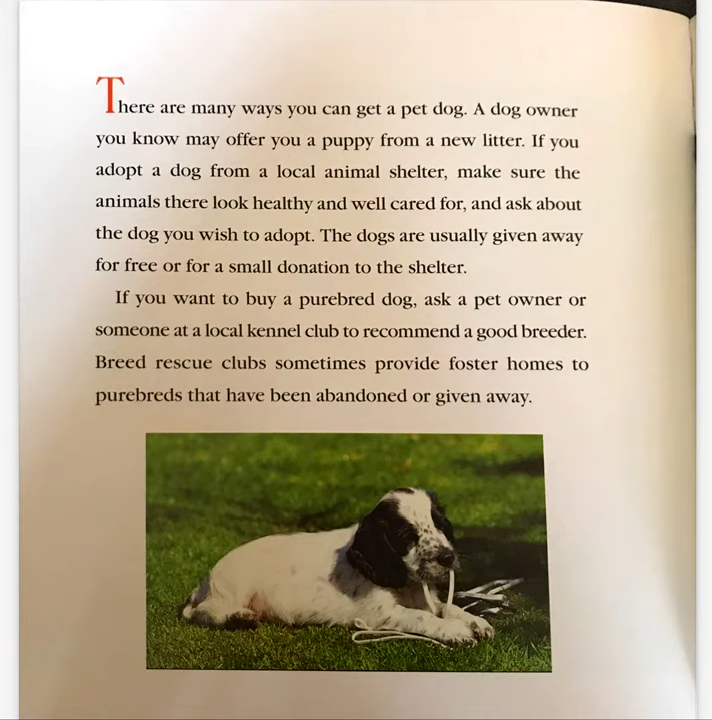 There are many ways you can get a pet dog. A dog owner
you know may offer you a puppy from a new litter. If you
adopt a dog from a local animal shelter, make sure the
animals there look healthy and well cared for, and ask about
the dog you wish to adopt. The dogs are usually given away
for free or for a small donation to the shelter.
If you want to buy a purebred dog, ask a pet owner or
someone at a local kennel club to recommend a good breeder.
Breed rescue clubs sometimes provide foster homes to
purebreds that have been abandoned or given away.